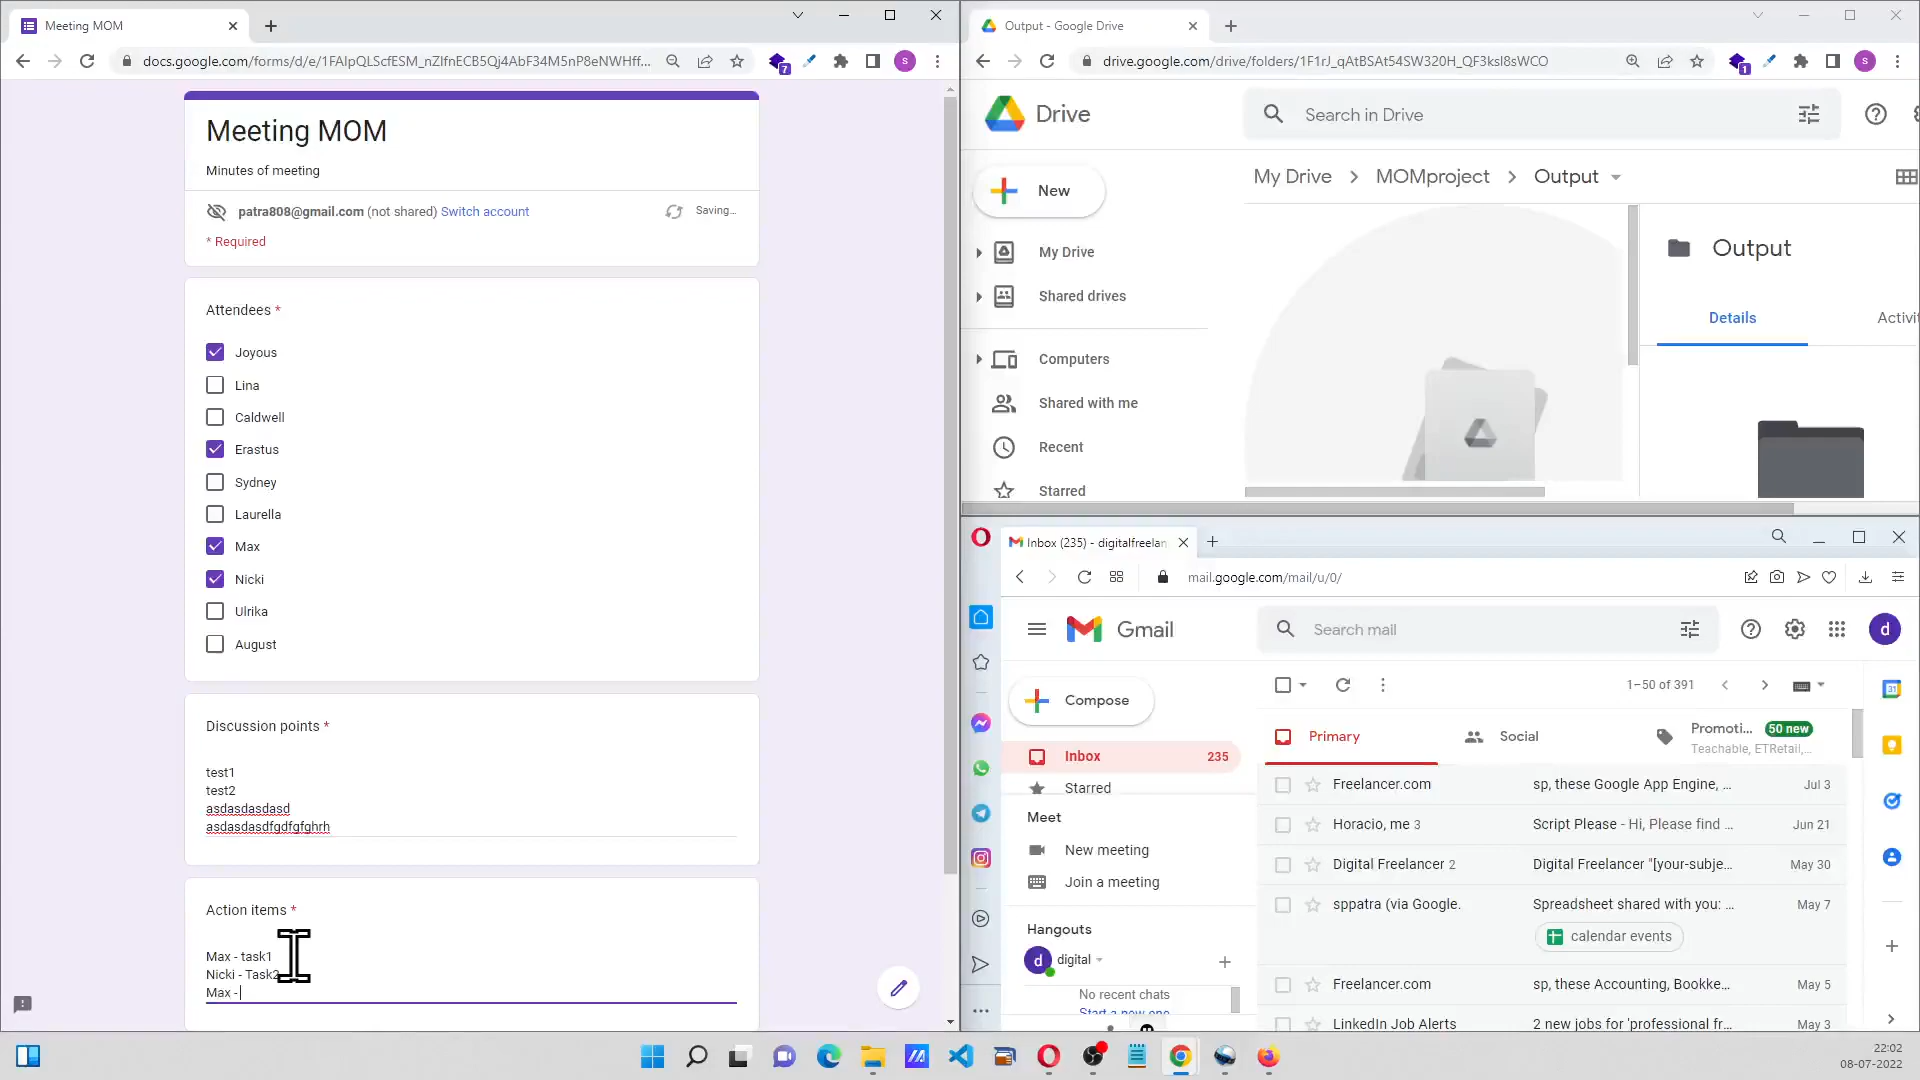 Meeting MOM
docs.google.com/forms/d/e/1FAIpQLScfESM_nZIfnECB5Qj4AbF34M5nP8eNWHff...
7
S
Meeting MOM
Minutes of meeting
patra808@gmail.com (not shared) Switch account
Saving...
* Required
Attendees *
Joyous
Lina
Caldwell
Erastus
Sydney
Laurella
Max
Nicki
Ulrika
August
Discussion points *
test1
test2
asdasdasdasd
asdasdasdfgdfgfghrh
Action items *
Max - task1
Nicki - Task2
Max -
Output - Google Drive
drive.google.com/drive/folders/1F1rJ_qAtBSAt54SW320H_QF3ksI8sWCO
1
S
Drive
Search in Drive
New
My Drive
MOMproject
Output
My Drive
Shared drives
Computers
Shared with me
Recent
Starred
Output
Details
Activi
Inbox (235) - digitalfreelan
mail.google.com/mail/u/0/
Gmail
Search mail
d
Compose
1–50 of 391
Primary
Social
Promoti...
50 new
Teachable, ETRetail,...
Inbox
235
Starred
Meet
New meeting
Join a meeting
Hangouts
d
digital
No recent chats
Start a new one
Freelancer.com
sp, these Google App Engine, ...
Jul 3
Horacio, me 3
Script Please - Hi, Please find ...
Jun 21
Digital Freelancer 2
Digital Freelancer "[your-subje...
May 30
sppatra (via Google.
Spreadsheet shared with you: ...
May 7
calendar events
Freelancer.com
sp, these Accounting, Bookke...
May 5
LinkedIn Job Alerts
2 new jobs for 'professional fr...
May 3
31
22:02
08-07-2022